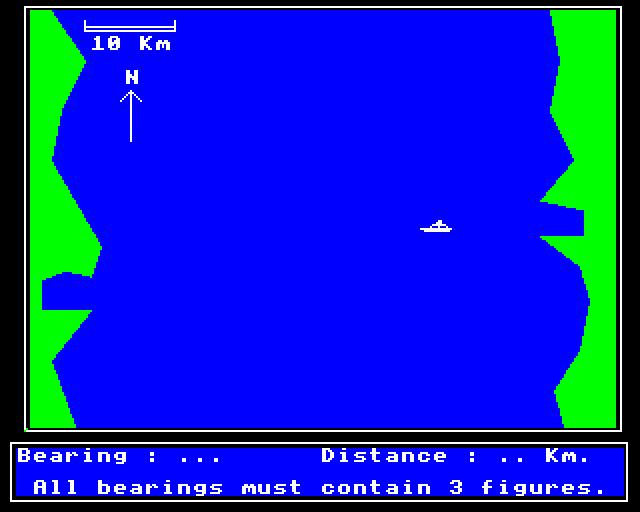 10 Km
N
Bearing : ... Distance : .. Km.
All bearings must contain 3 figures.